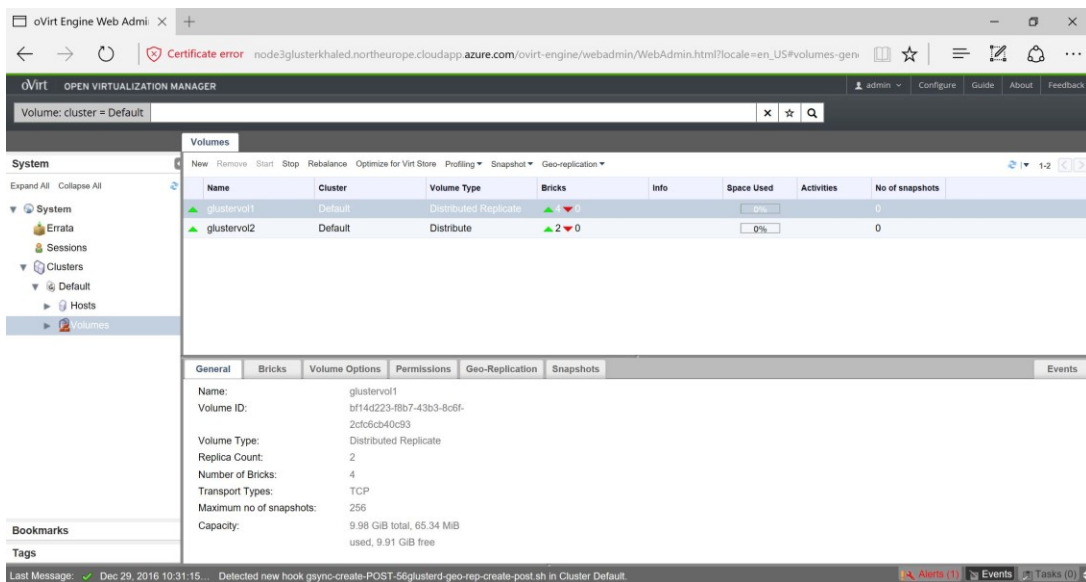 oVirt Engine Web Admi
Certificate error node3glusterkhaled.northeurope.cloudapp.azure.com/ovirt-engine/webadmin/WebAdmin.html?locale=en_US#volumes-gen
oVirt OPEN VIRTUALIZATION MANAGER admin Configure Guide About Feedback
Volume: cluster = Default
Volumes
System New Remove Start Stop Rebalance Optimize for Virt Store Profiling Snapshot Geo-replication 1-2
Expand All Collapse All Name Cluster Volume Type Bricks Info Space Used Activities No of snapshots
System glustervol1 Default Distributed Replicate 4 0 0% 0
Errata glustervol2 Default Distribute 2 0 0% 0
Sessions
Clusters
Default
Hosts
Volumes
General Bricks Volume Options Permissions Geo-Replication Snapshots Events
Name: glustervol1
Volume ID: bf14d223-f8b7-43b3-8c6f-
2cfc6cb40c93
Volume Type: Distributed Replicate
Replica Count: 2
Number of Bricks: 4
Transport Types: TCP
Maximum no of snapshots: 256
Capacity: 9.98 GiB total, 65.34 MiB
used, 9.91 GiB free
Bookmarks
Tags
Last Message: Dec 29, 2016 10:31:15... Detected new hook gsync-create-POST-56glusterd-geo-rep-create-post.sh in Cluster Default. Alerts (1) Events Tasks (0)